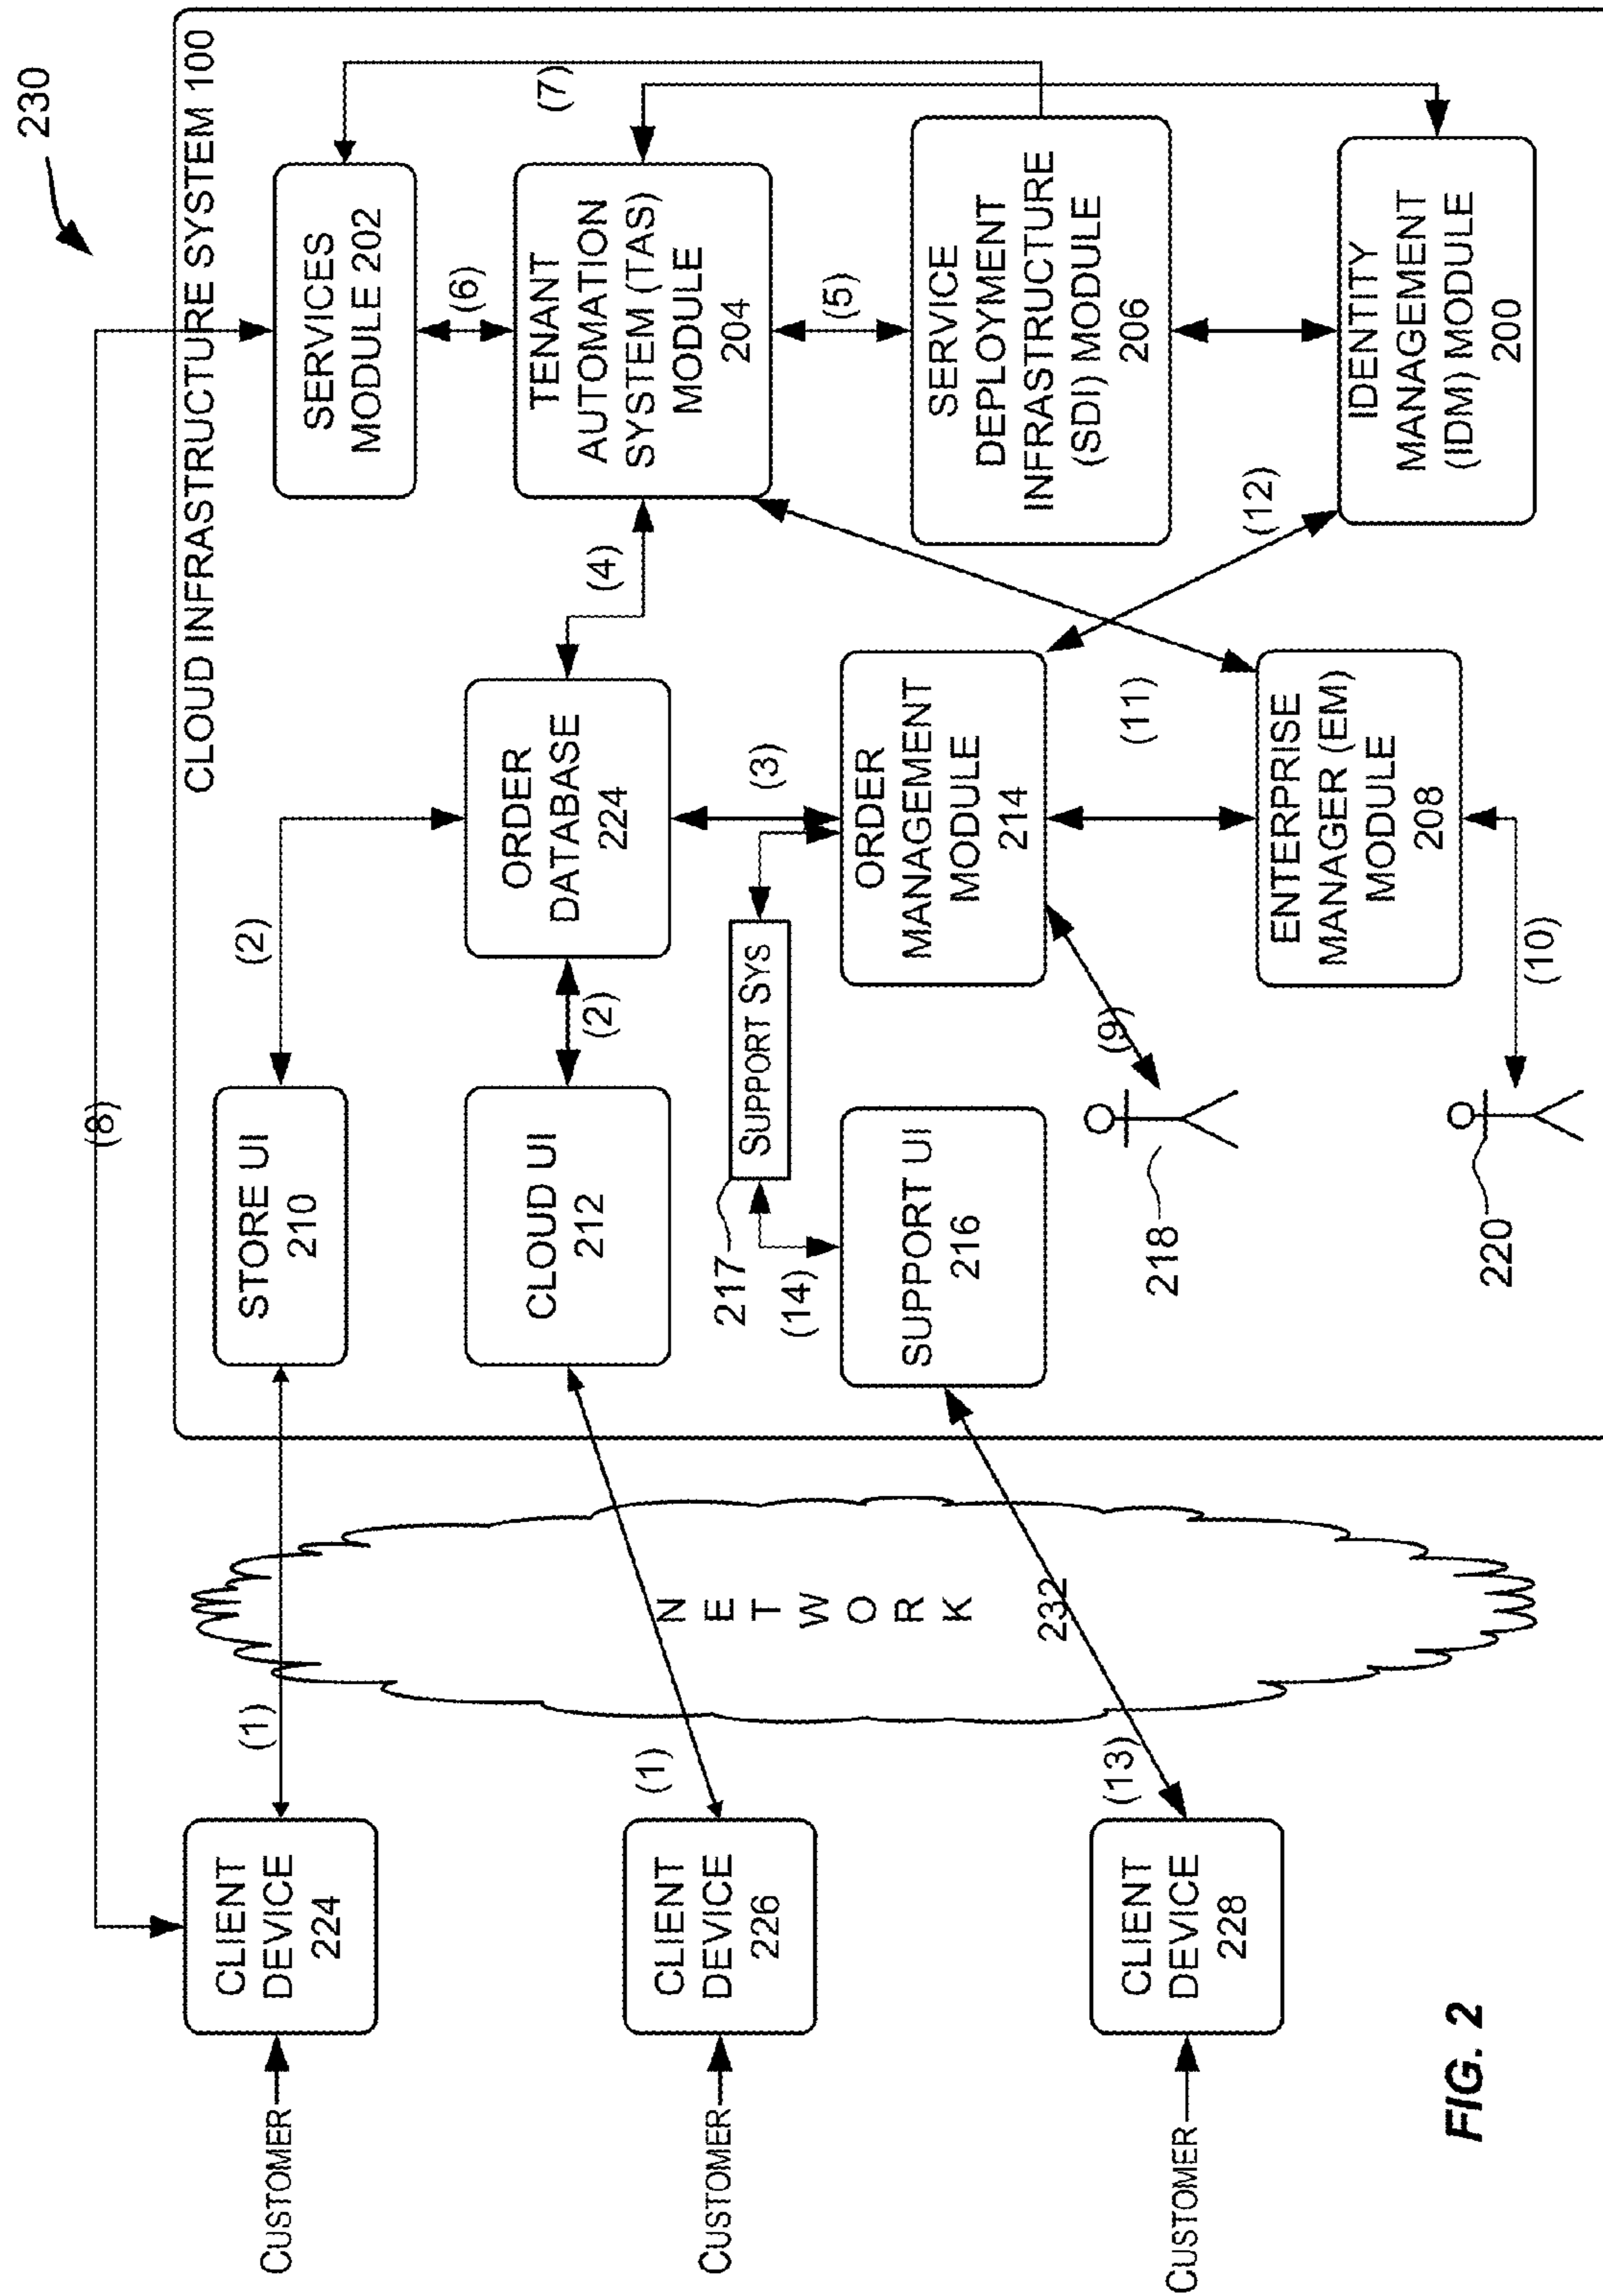 230
CLOUD INFRASTRUCTURE SYSTEM 100
(8)
CUSTOMER
CLIENT
DEVICE
224
(1)
STORE UI
210
(2)
SERVICES
MODULE 202
(6)
(7)
CUSTOMER
CLIENT
DEVICE
226
(1)
CLOUD UI
212
(2)
ORDER
DATABASE
224
(4)
TENANT
AUTOMATION
SYSTEM (TAS)
MODULE
204
(5)
NETWORK
232
217
SUPPORT SYS
(3)
(14)
CUSTOMER
CLIENT
DEVICE
228
(13)
SUPPORT UI
216
ORDER
MANAGEMENT
MODULE
214
SERVICE
DEPLOYMENT
INFRASTRUCTURE
(SDI) MODULE
206
218
(9)
(11)
(12)
220
(10)
ENTERPRISE
MANAGER (EM)
MODULE
208
IDENTITY
MANAGEMENT
(IDM) MODULE
200
FIG. 2